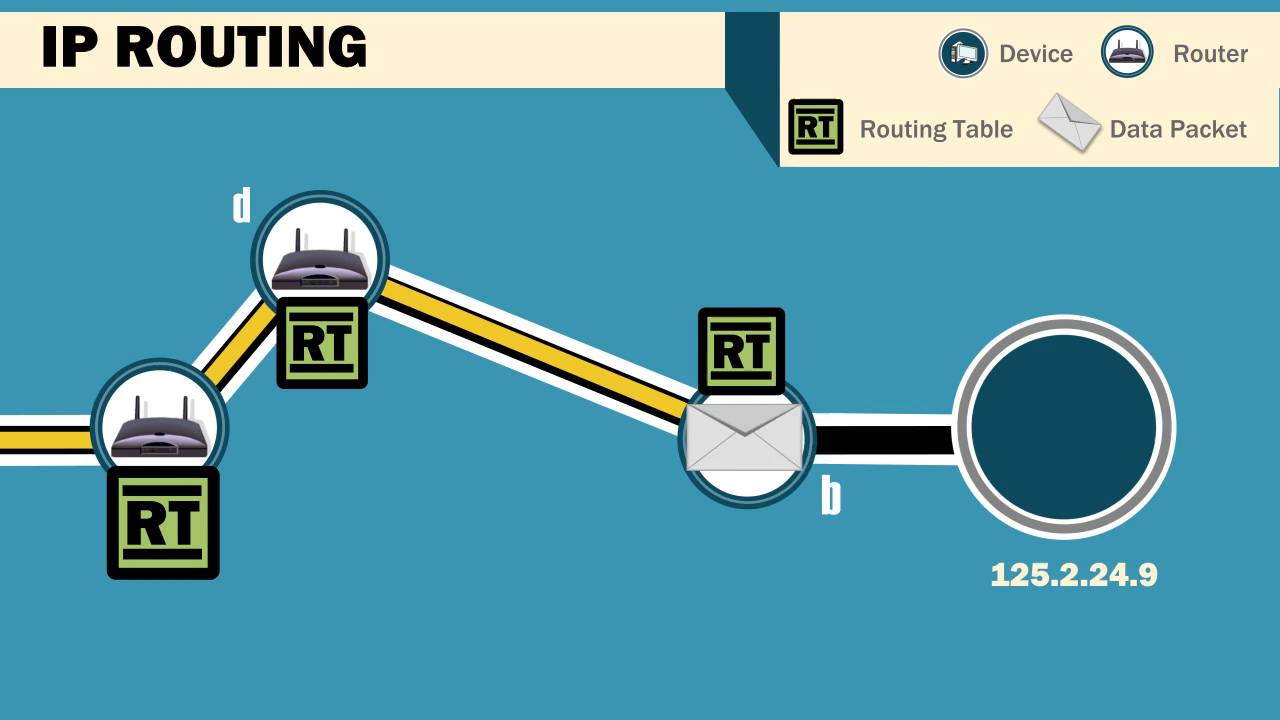 IP ROUTING
Device
Router
RT
Routing Table
Data Packet
d
RT
RT
RT
b
125.2.24.9